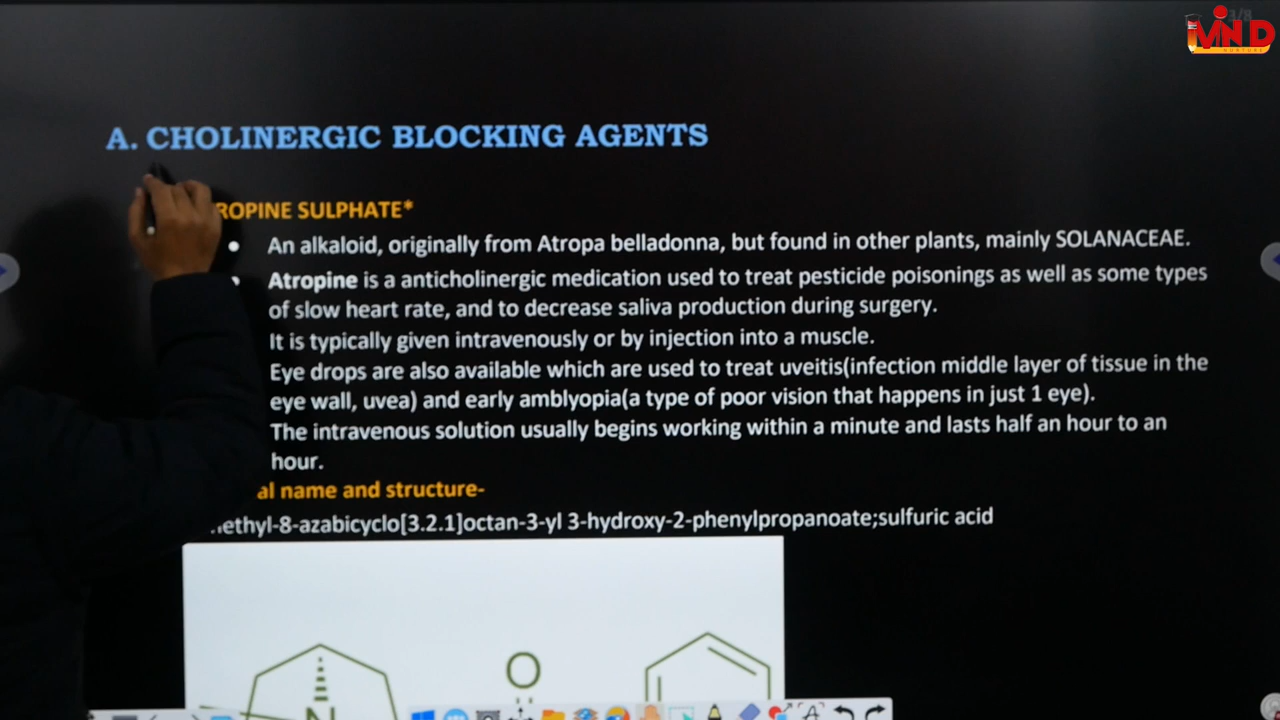 3/8
MIND
NURTURE
A. CHOLINERGIC BLOCKING AGENTS
ROPINE SULPHATE*
An alkaloid, originally from Atropa belladonna, but found in other plants, mainly SOLANACEAE.
Atropine is a anticholinergic medication used to treat pesticide poisonings as well as some types
of slow heart rate, and to decrease saliva production during surgery.
It is typically given intravenously or by injection into a muscle.
Eye drops are also available which are used to treat uveitis(infection middle layer of tissue in the
eye wall, uvea) and early amblyopia(a type of poor vision that happens in just 1 eye).
The intravenous solution usually begins working within a minute and lasts half an hour to an
hour.
al name and structure-
ethyl-8-azabicyclo[3.2.1]octan-3-yl 3-hydroxy-2-phenylpropanoate;sulfuric acid
O
N